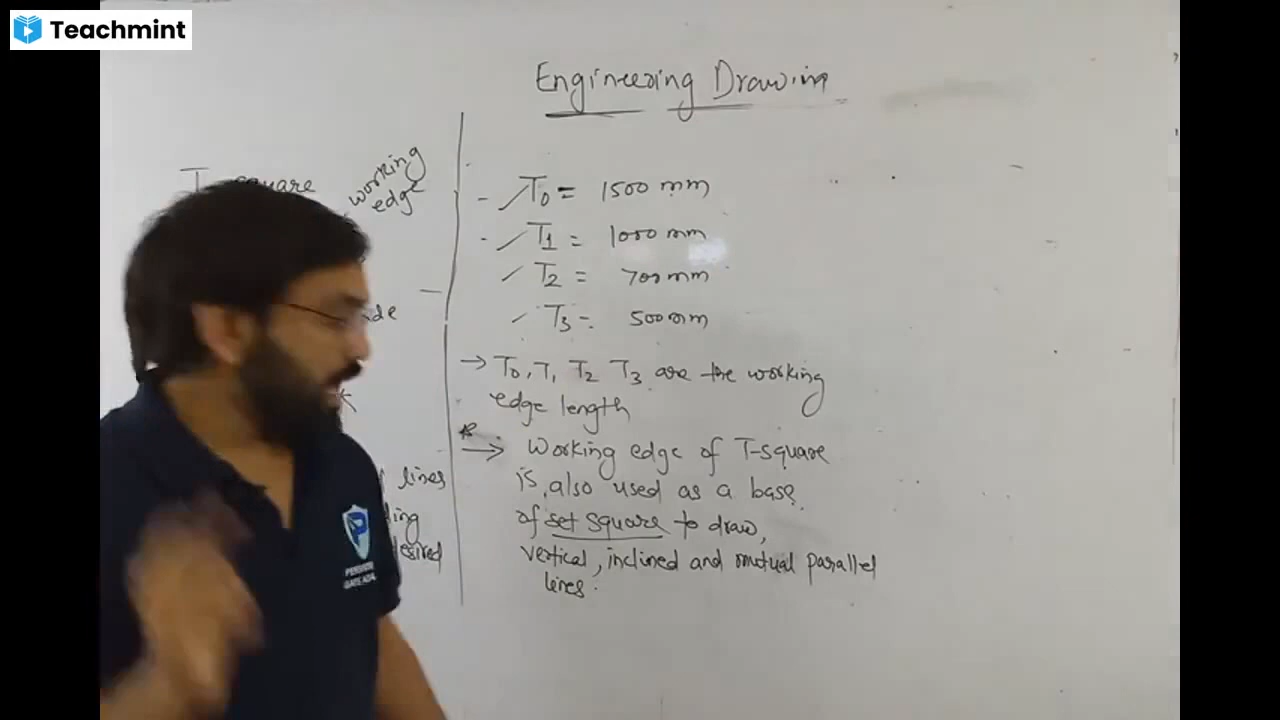 Teachmint
Engineering Drawing
T square
working
edge
T0 = 1500 mm
T1 = 1000 mm
T2 = 700 mm
T3 = 500 mm
→ T0, T1 T2 T3 are the working
edge length
→ Working edge of T-square
is, also used as a base
of set square to draw,
vertical, inclined and mutual parallel
lines.
lines